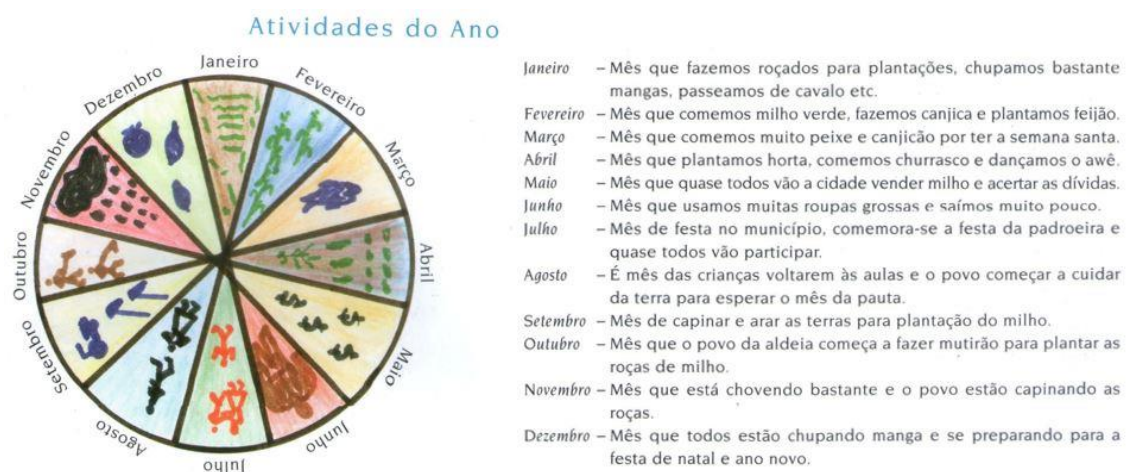 Atividades do Ano
Janeiro
Fevereiro
Março
Abril
Maio
Junho
Julho
Agosto
Setembro
Outubro
Novembro
Dezembro
Janeiro – Mês que fazemos roçados para plantações, chupamos bastante
mangas, passeamos de cavalo etc.
Fevereiro – Mês que comemos milho verde, fazemos canjica e plantamos feijão.
Março – Mês que comemos muito peixe e canjicão por ter a semana santa.
Abril – Mês que plantamos horta, comemos churrasco e dançamos o awê.
Maio – Mês que quase todos vão a cidade vender milho e acertar as dívidas.
Junho – Mês que usamos muitas roupas grossas e saímos muito pouco.
Julho – Mês de festa no município, comemora-se a festa da padroeira e
quase todos vão participar.
Agosto – É mês das crianças voltarem às aulas e o povo começar a cuidar
da terra para esperar o mês da pauta.
Setembro – Mês de capinar e arar as terras para plantação do milho.
Outubro – Mês que o povo da aldeia começa a fazer mutirão para plantar as
roças de milho.
Novembro – Mês que está chovendo bastante e o povo estão capinando as
roças.
Dezembro – Mês que todos estão chupando manga e se preparando para a
festa de natal e ano novo.